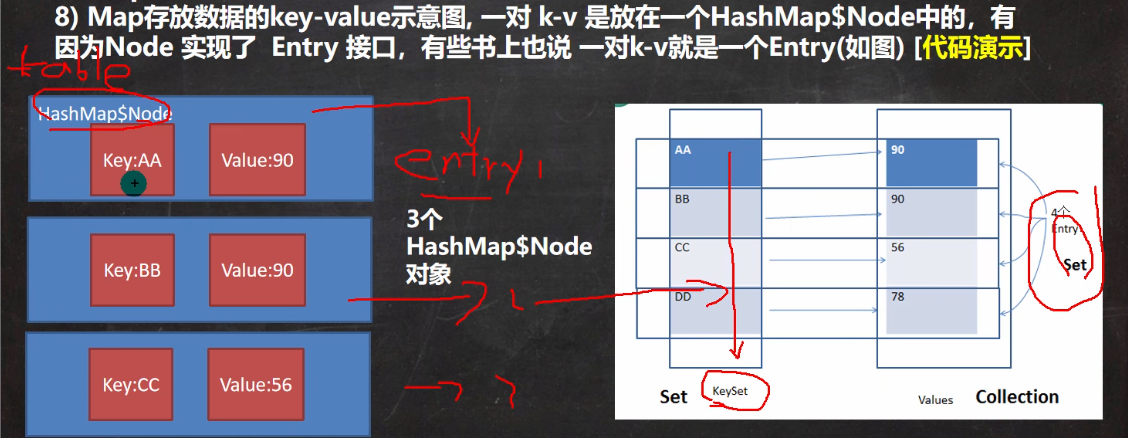 8) Map存放数据的key-value示意图, 一对 k-v 是放在一个HashMap$Node中的，有
因为Node 实现了 Entry 接口，有些书上也说 一对k-v就是一个Entry(如图) [代码演示]
table
HashMap$Node
Key:AA
Value:90
entry1
Key:BB
Value:90
3个
HashMap$Node
对象
2
Key:CC
Value:56
3
AA
90
BB
90
CC
56
DD
78
4个
Entry
Set
Set
KeySet
Values
Collection